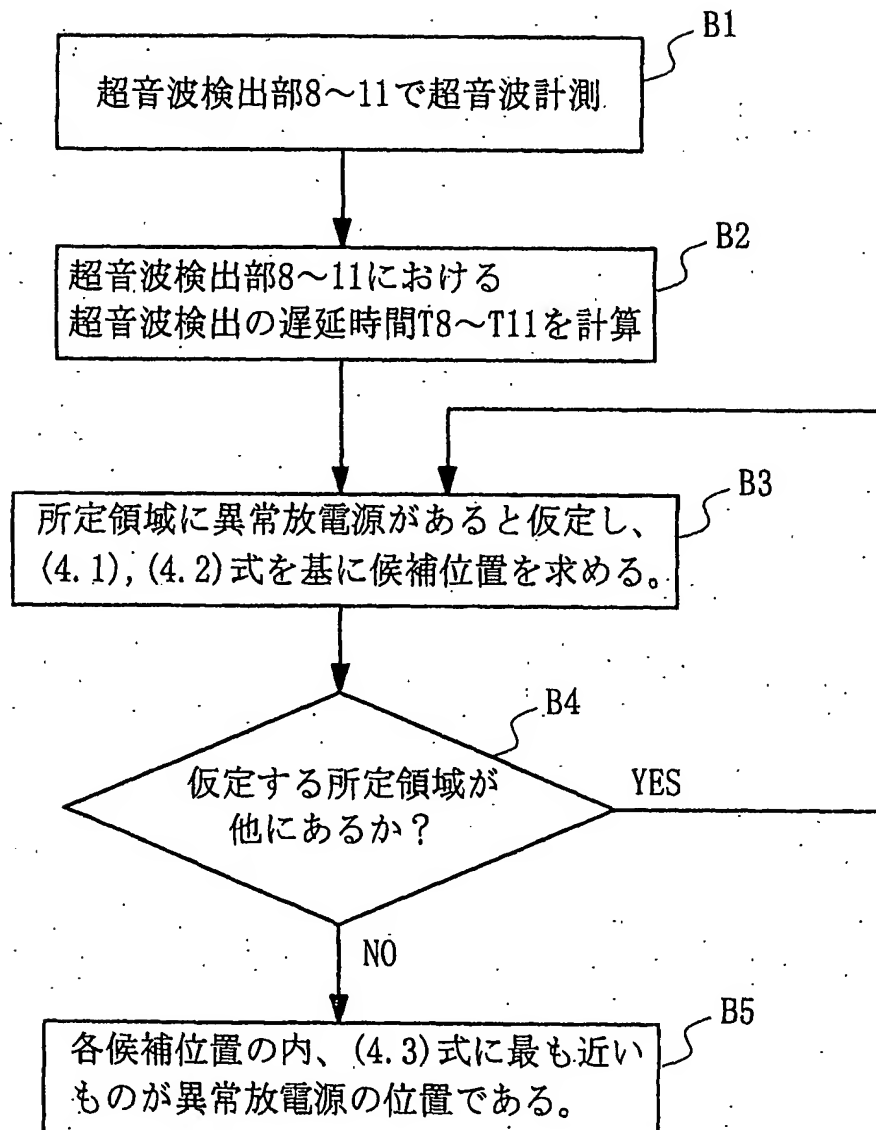 B1
超音波検出部8～11で超音波計測
B2
超音波検出部8～11における
超音波検出の遅延時間T8～T11を計算
B3
所定領域に異常放電源があると仮定し、
(4.1),(4.2)式を基に候補位置を求める。
B4
仮定する所定領域が
他にあるか？
YES
NO
B5
各候補位置の内、(4.3)式に最も近い
ものが異常放電源の位置である。